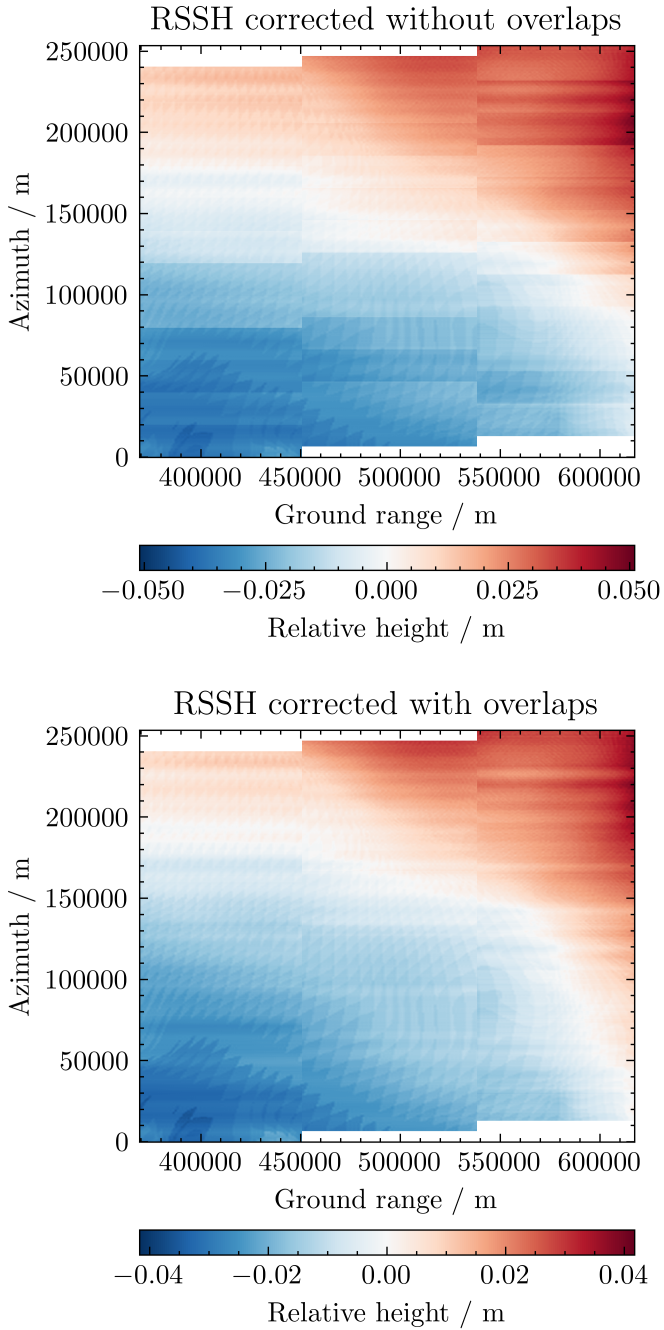 RSSH corrected without overlaps
250000
200000
150000
100000
50000
0
Azimuth / m
400000 450000 500000 550000 600000
Ground range / m
−0.050 −0.025 0.000 0.025 0.050
Relative height / m
RSSH corrected with overlaps
250000
200000
150000
100000
50000
0
Azimuth / m
400000 450000 500000 550000 600000
Ground range / m
−0.04 −0.02 0.00 0.02 0.04
Relative height / m